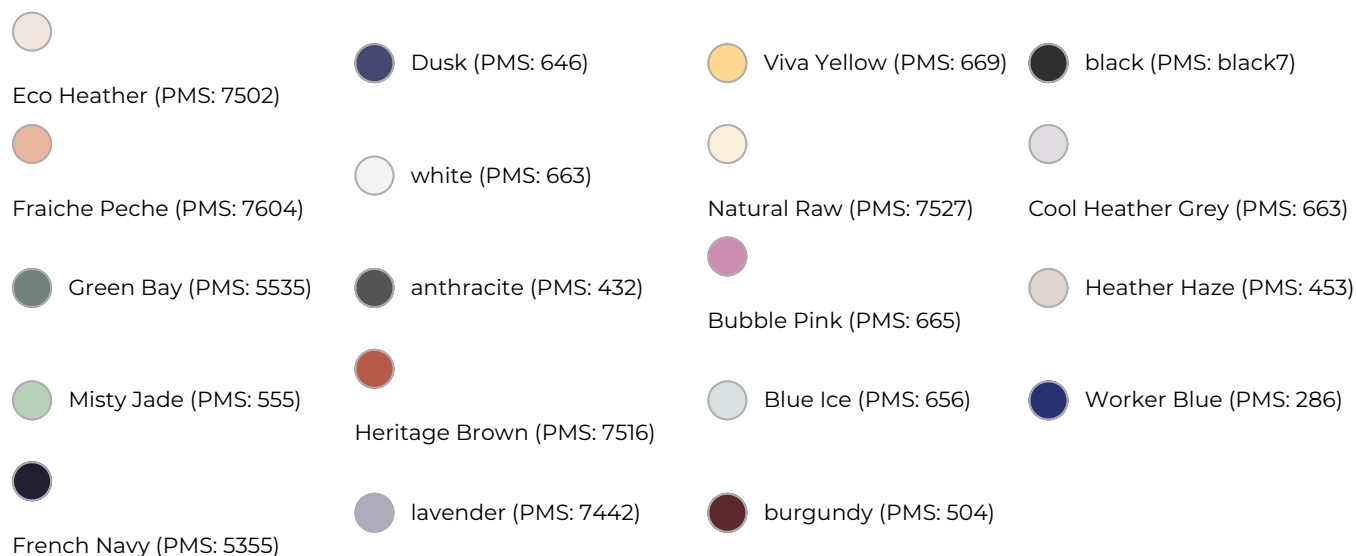 Eco Heather (PMS: 7502)
Dusk (PMS: 646)
Viva Yellow (PMS: 669)
black (PMS: black7)
Fraiche Peche (PMS: 7604)
white (PMS: 663)
Natural Raw (PMS: 7527)
Cool Heather Grey (PMS: 663)
Green Bay (PMS: 5535)
anthracite (PMS: 432)
Bubble Pink (PMS: 665)
Heather Haze (PMS: 453)
Misty Jade (PMS: 555)
Heritage Brown (PMS: 7516)
Blue Ice (PMS: 656)
Worker Blue (PMS: 286)
French Navy (PMS: 5355)
lavender (PMS: 7442)
burgundy (PMS: 504)